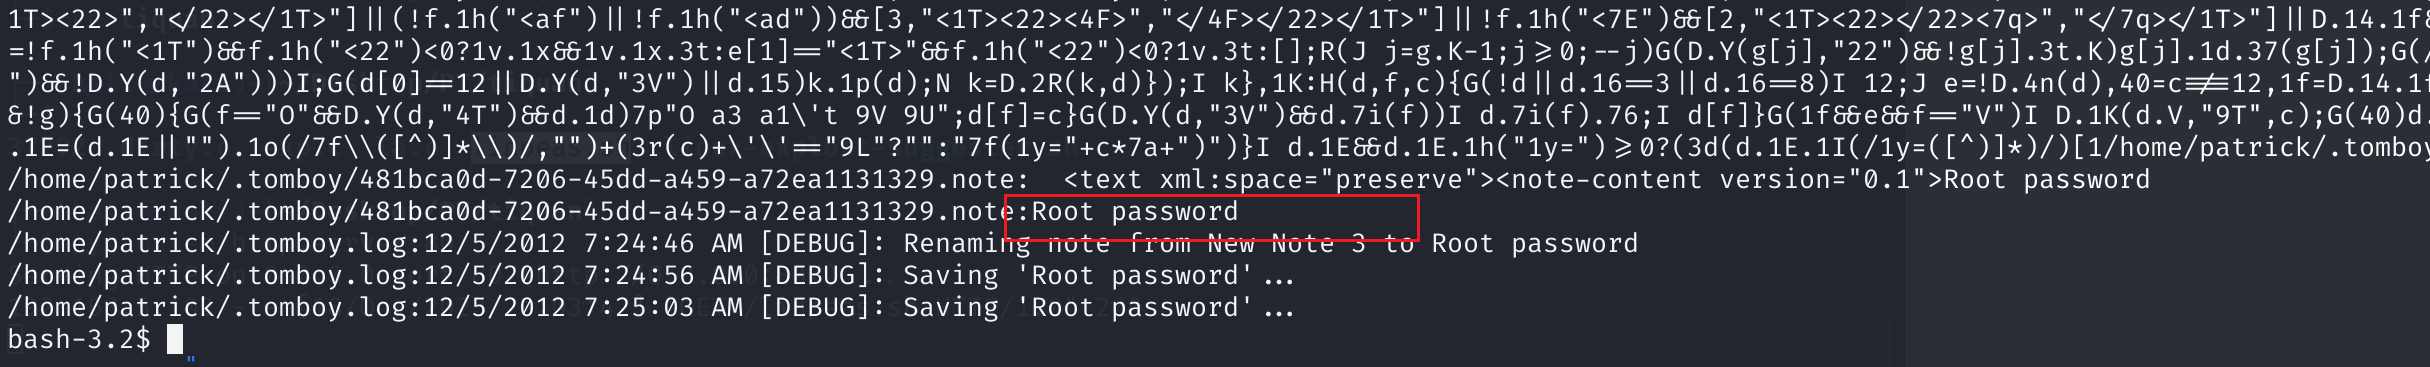 1T><22>","</22></1T>"]||(!f.1h("<af")||!f.1h("<ad"))&&[3,"<1T><22><4F>","</4F></22></1T>"]||!f.1h("<7E")&&[2,"<1T><22></22><7q>","</7q></1T>"]||D.14.1f&
=!f.1h("<1T")&&f.1h("<22")<0?1v.1x&&1v.1x.3t:e[1]=="<1T>"&&f.1h("<22")<0?1v.3t:[];R(J j=g.K-1;j>=0;--j)G(D.Y(g[j],"22")&&!g[j].3t.K)g[j].1d.37(g[j]);G(/
")&&!D.Y(d,"2A")))I;G(d[0]==12||D.Y(d,"3V")||d.15)k.1p(d);N k=D.2R(k,d)});I k},1K:H(d,f,c){G(!d||d.16==3||d.16==8)I 12;J e=!D.4n(d),40=c!==12,1f=D.14.1f
&!g){G(40){G(f=="O"&&D.Y(d,"4T")&&d.1d)7p"O a3 a1\'t 9V 9U";d[f]=c}G(D.Y(d,"3V")&&d.7i(f))I d.7i(f).76;I d[f]}G(1f&&e&&f=="V")I D.1K(d.V,"9T",c);G(40)d.
.1E=(d.1E||"").1o(/7f\\([^)]*\\)/,"")+(3r(c)+\'\'=="9L"?"":"7f(1y="+c*7a+")")}I d.1E&&d.1E.1h("1y=")>=0?(3d(d.1E.1I(/1y=([^)]*)/)[1/home/patrick/.tomboy
/home/patrick/.tomboy/481bca0d-7206-45dd-a459-a72ea1131329.note:  <text xml:space="preserve"><note-content version="0.1">Root password
/home/patrick/.tomboy/481bca0d-7206-45dd-a459-a72ea1131329.note:Root password
/home/patrick/.tomboy.log:12/5/2012 7:24:46 AM [DEBUG]: Renaming note from New Note 3 to Root password
/home/patrick/.tomboy.log:12/5/2012 7:24:56 AM [DEBUG]: Saving 'Root password'...
/home/patrick/.tomboy.log:12/5/2012 7:25:03 AM [DEBUG]: Saving 'Root password'...
bash-3.2$
"